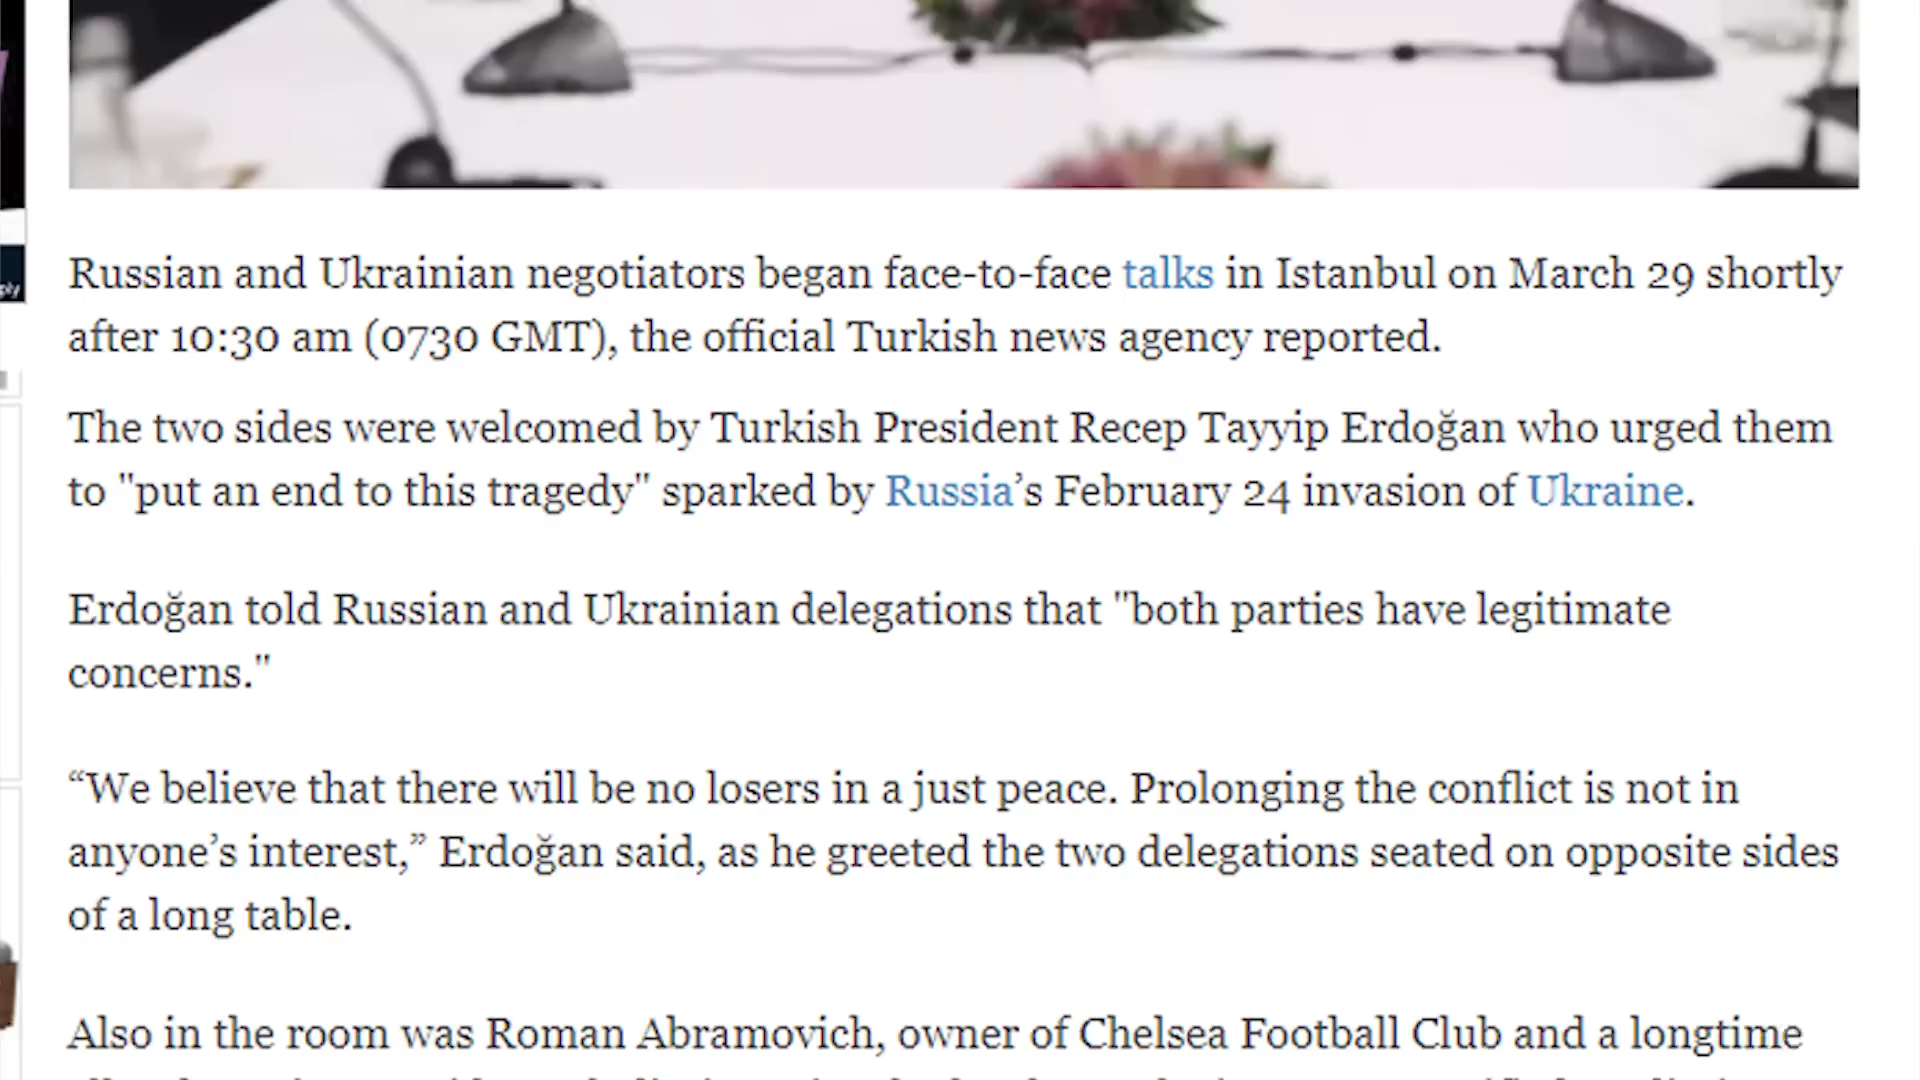 Russian and Ukrainian negotiators began face-to-face talks in Istanbul on March 29 shortly
after 10:30 am (0730 GMT), the official Turkish news agency reported.
The two sides were welcomed by Turkish President Recep Tayyip Erdoğan who urged them
to "put an end to this tragedy" sparked by Russia’s February 24 invasion of Ukraine.
Erdoğan told Russian and Ukrainian delegations that "both parties have legitimate
concerns."
“We believe that there will be no losers in a just peace. Prolonging the conflict is not in
anyone’s interest,” Erdoğan said, as he greeted the two delegations seated on opposite sides
of a long table.
Also in the room was Roman Abramovich, owner of Chelsea Football Club and a longtime